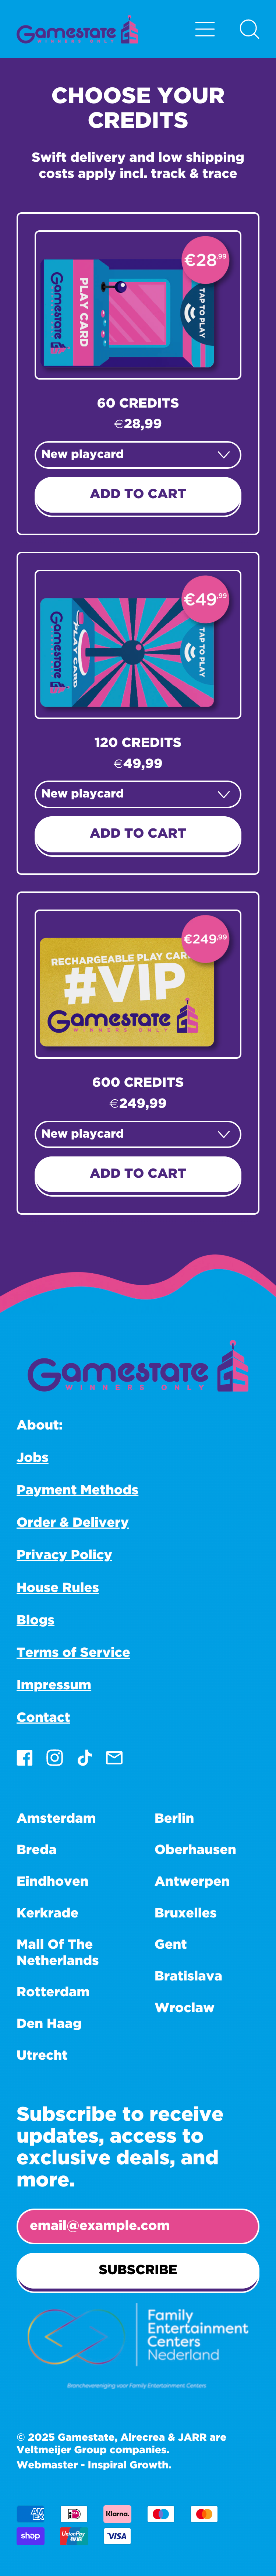 Gamestate
WINNERS ONLY
CHOOSE YOUR
CREDITS
Swift delivery and low shipping
costs apply incl. track & trace
€28,99
Gamestate
PLAY CARD
TAP TO PLAY
60 CREDITS
€28,99
New playcard
ADD TO CART
€49,99
Gamestate
PLAY CARD
TAP TO PLAY
120 CREDITS
€49,99
New playcard
ADD TO CART
€249,99
RECHARGEABLE PLAY CARD
#VIP
Gamestate
WINNERS ONLY
600 CREDITS
€249,99
New playcard
ADD TO CART
Gamestate
WINNERS ONLY
About:
Jobs
Payment Methods
Order & Delivery
Privacy Policy
House Rules
Blogs
Terms of Service
Impressum
Contact
Amsterdam
Breda
Eindhoven
Kerkrade
Mall Of The
Netherlands
Rotterdam
Den Haag
Utrecht
Berlin
Oberhausen
Antwerpen
Bruxelles
Gent
Bratislava
Wroclaw
Subscribe to receive
updates, access to
exclusive deals, and
more.
email@example.com
SUBSCRIBE
Family
Entertainment
Centers
Nederland
Branchevereniging voor Family Entertainment Centers
© 2025 Gamestate, Alrecrea & JARR are
Veltmeijer Group companies.
Webmaster - Inspiral Growth.
AMEX
iDEAL
Klarna.
shop
UnionPay
VISA